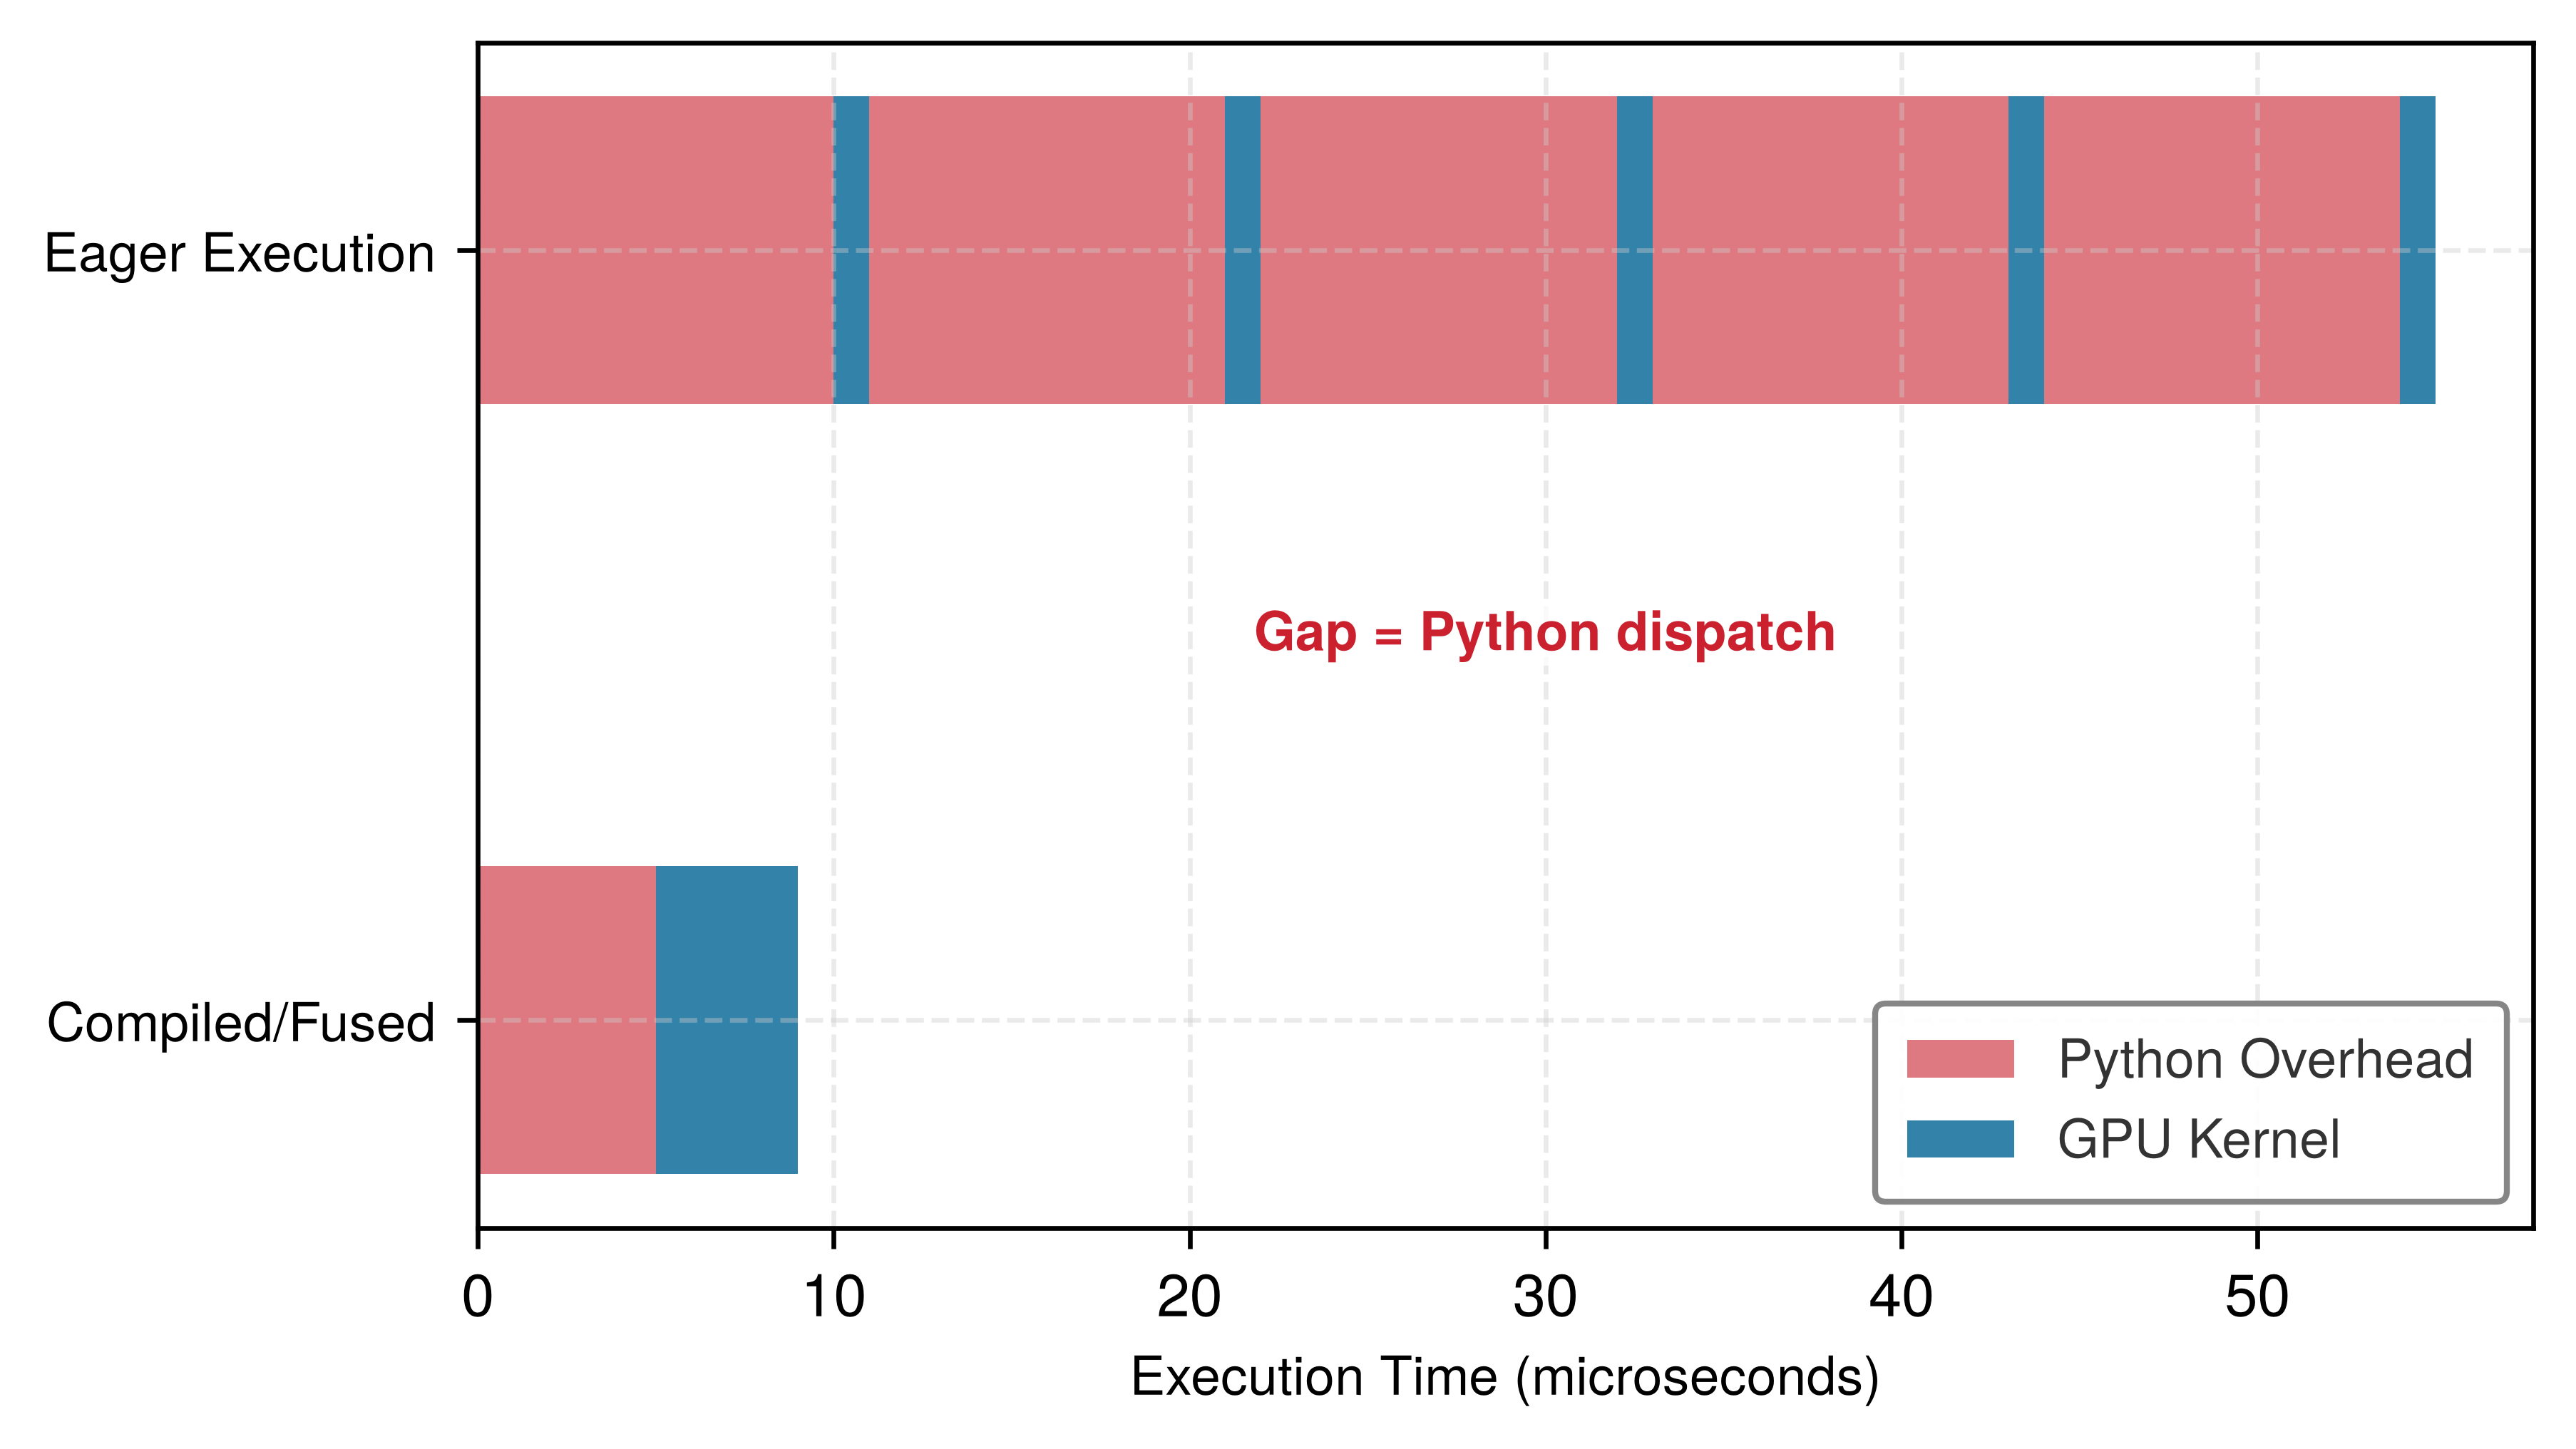 Eager Execution
Gap = Python dispatch
Compiled/Fused
Python Overhead
GPU Kernel
0 10 20 30 40 50
Execution Time (microseconds)